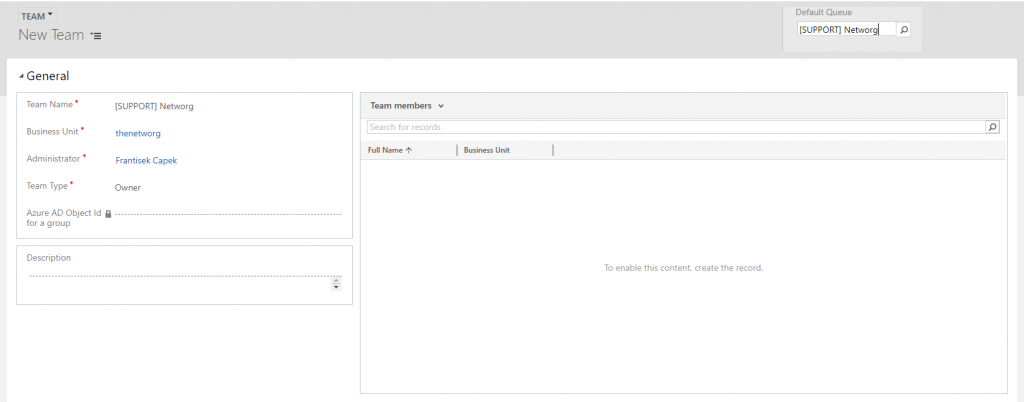 TEAM
New Team
Default Queue
[SUPPORT] Networg
General
Team Name *
[SUPPORT] Networg
Business Unit *
thenetworg
Administrator *
Frantisek Capek
Team Type *
Owner
Azure AD Object Id
for a group
Description
Team members
Search for records
Full Name ↑
Business Unit
To enable this content, create the record.